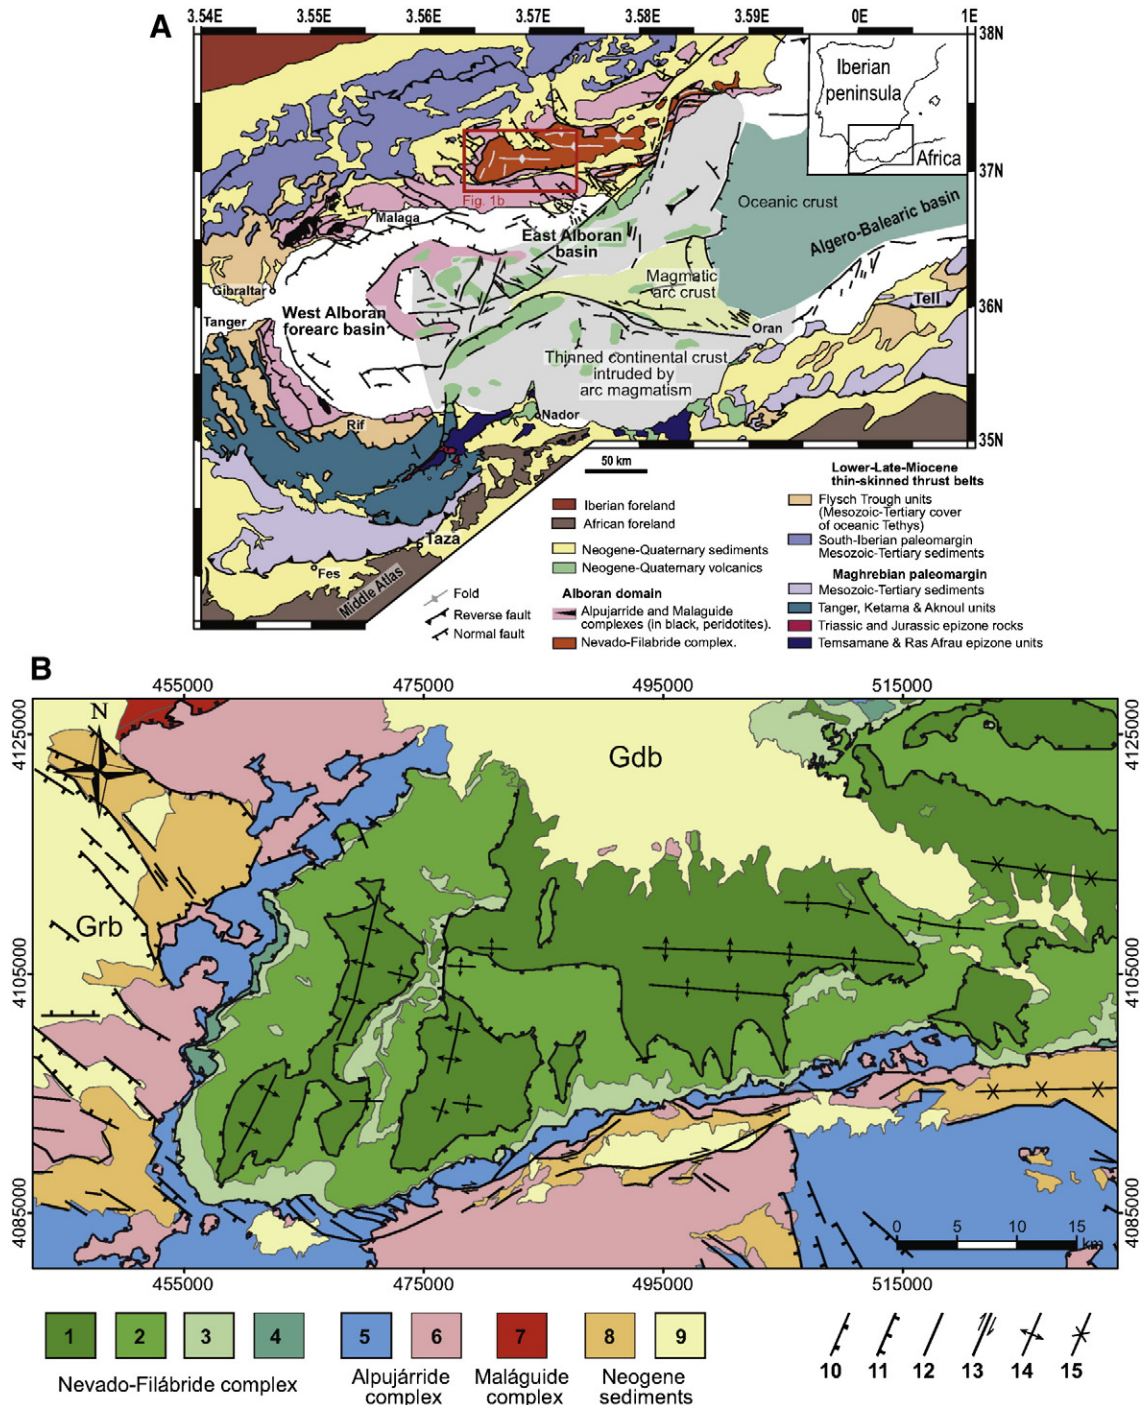 A
3.54E 3.55E 3.56E 3.57E 3.58E 3.59E 0E 1E
38N
Iberian
peninsula
Africa
37N
Fig. 1b
Oceanic crust
Malaga
Algero-Balearic basin
East Alboran
basin
Magmatic
arc crust
Gibraltar
Tell
36N
West Alboran
forearc basin
Tanger
Oran
Thinned continental crust
intruded by
arc magmatism
Nador
Rif
35N
50 km
Taza
Fes
Middle Atlas
Fold
Reverse fault
Normal fault
Iberian foreland
African foreland
Neogene-Quaternary sediments
Neogene-Quaternary volcanics
Alboran domain
Alpujarride and Malaguide
complexes (in black, peridotites).
Nevado-Filabride complex.
Lower-Late-Miocene
thin-skinned thrust belts
Flysch Trough units
(Mesozoic-Tertiary cover
of oceanic Tethys)
South-Iberian paleomargin
Mesozoic-Tertiary sediments
Maghrebian paleomargin
Mesozoic-Tertiary sediments
Tanger, Ketama & Aknoul units
Triassic and Jurassic epizone rocks
Temsamane & Ras Afrau epizone units
B
455000 475000 495000 515000
4125000 4125000
N
Gdb
Grb
4105000 4105000
4085000 4085000
0 5 10 15
km
455000 475000 495000 515000
1 2 3 4 5 6 7 8 9
Nevado-Filábride complex
Alpujárride
complex
Maláguide
complex
Neogene
sediments
10 11 12 13 14 15